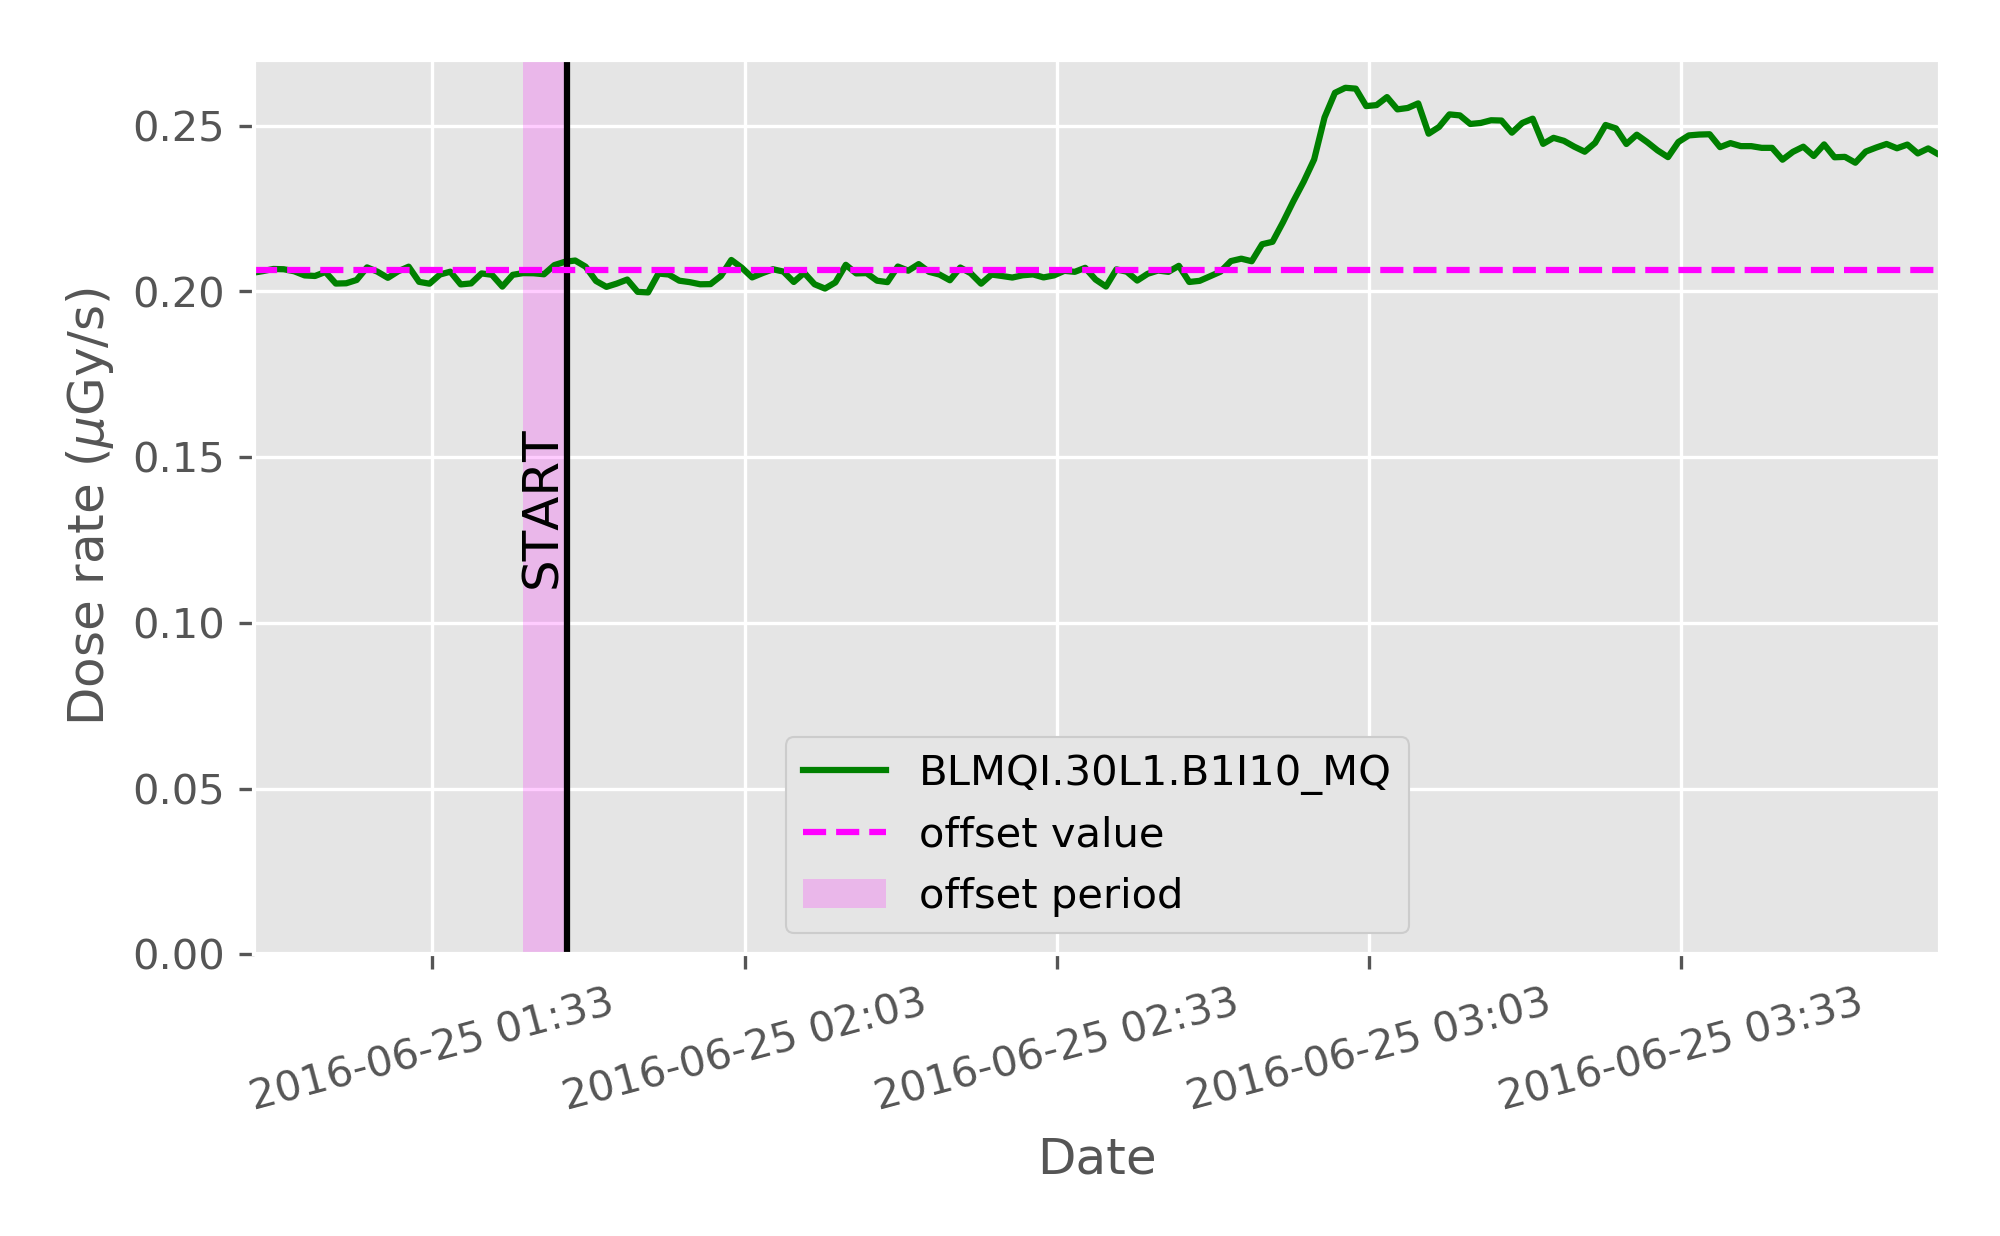 0.25
0.20
0.15
0.10
0.05
0.00
Dose rate (μGy/s)
START
BLMQI.30L1.B1I10_MQ
offset value
offset period
2016-06-25 01:33
2016-06-25 02:03
2016-06-25 02:33
2016-06-25 03:03
2016-06-25 03:33
Date